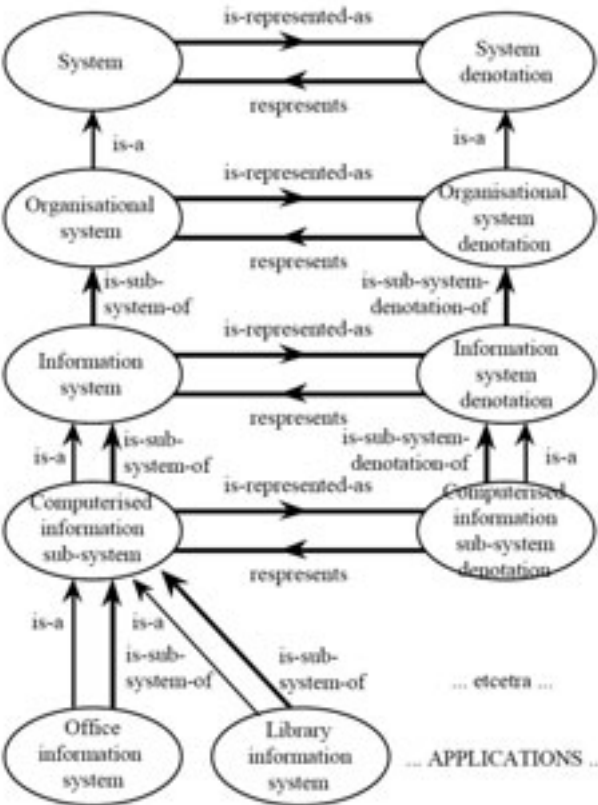 is-represented-as
System
System
denotation
respresents
is-a
is-a
is-represented-as
Organisational
system
Organisational
system
denotation
respresents
is-sub-
system-of
is-sub-system-
denotation-of
is-represented-as
Information
system
Information
system
denotation
respresents
is-a
is-sub-
system-of
is-sub-system-
denotation-of
is-a
is-represented-as
Computerised
information
sub-system
Computerised
information
sub-system
denotation
respresents
is-a
is-a
is-sub-
system-of
is-sub-
system-of
... etcetra ...
Office
information
system
Library
information
system
... APPLICATIONS ..